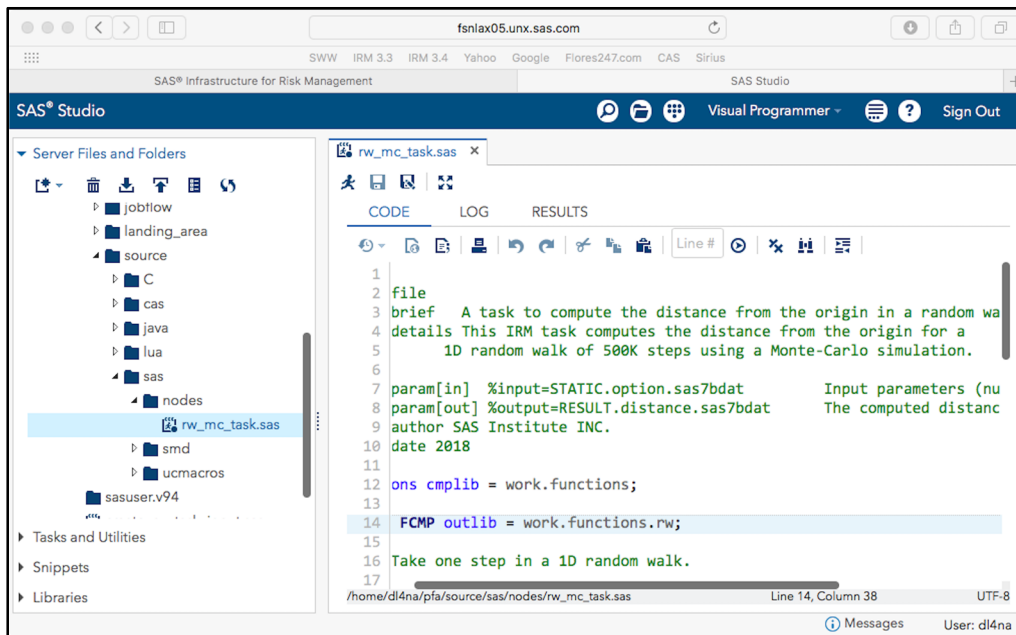 fsnlax05.unx.sas.com
SWW IRM 3.3 IRM 3.4 Yahoo Google Flores247.com CAS Sirius
SAS® Infrastructure for Risk Management
SAS Studio
SAS® Studio
Visual Programmer
Sign Out
Server Files and Folders
jobflow
landing_area
source
C
cas
java
lua
sas
nodes
rw_mc_task.sas
smd
ucmacros
sasuser.v94
Tasks and Utilities
Snippets
Libraries
rw_mc_task.sas
CODE LOG RESULTS
Line #
1
2 file
3 brief A task to compute the distance from the origin in a random wa
4 details This IRM task computes the distance from the origin for a
5 1D random walk of 500K steps using a Monte-Carlo simulation.
6
7 param[in] %input=STATIC.option.sas7bdat Input parameters (nu
8 param[out] %output=RESULT.distance.sas7bdat The computed distanc
9 author SAS Institute INC.
10 date 2018
11
12 ons cmplib = work.functions;
13
14 FCMP outlib = work.functions.rw;
15
16 Take one step in a 1D random walk.
17
/home/dl4na/pfa/source/sas/nodes/rw_mc_task.sas Line 14, Column 38 UTF-8
Messages User: dl4na